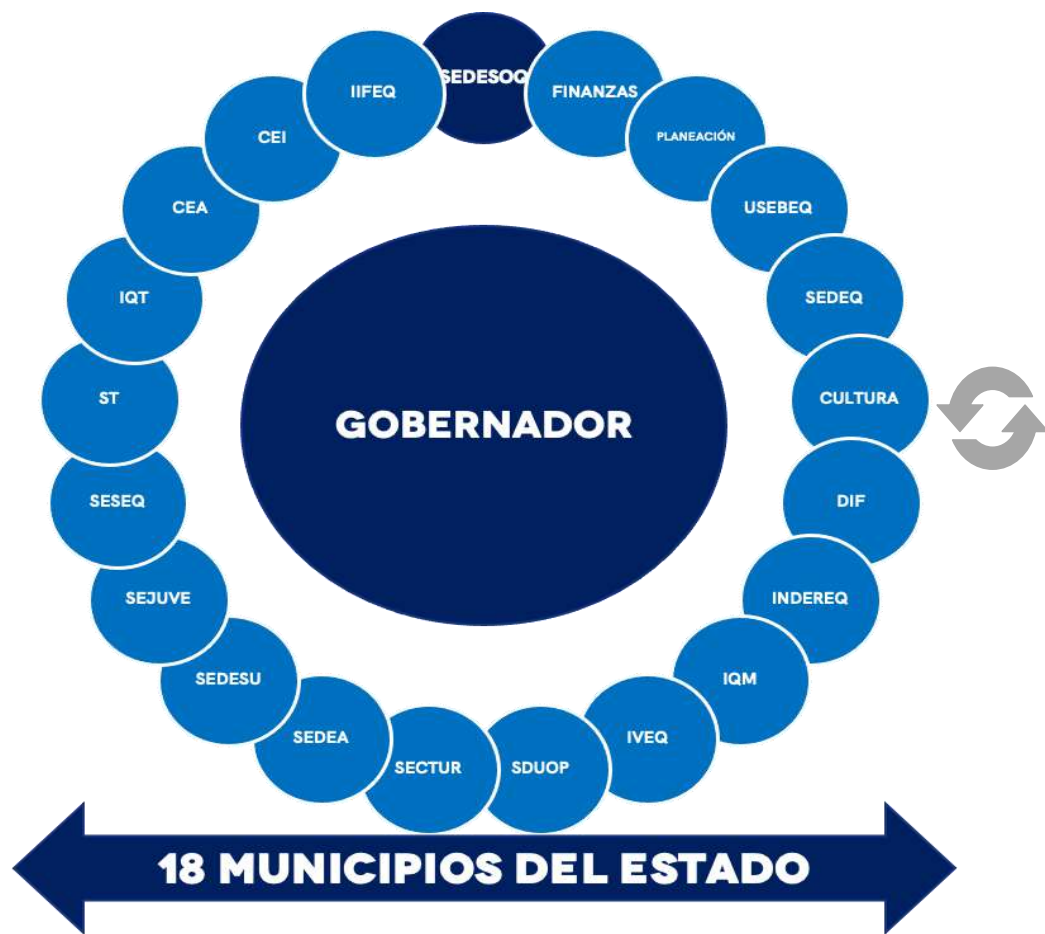 SEDESOQ
FINANZAS
PLANEACIÓN
USEBEQ
SEDEQ
CULTURA
DIF
INDEREQ
IQM
IVEQ
SDUOP
SECTUR
SEDEA
SEDESU
SEJUVE
SESEQ
ST
IQT
CEA
CEI
IIFEQ
GOBERNADOR
18 MUNICIPIOS DEL ESTADO